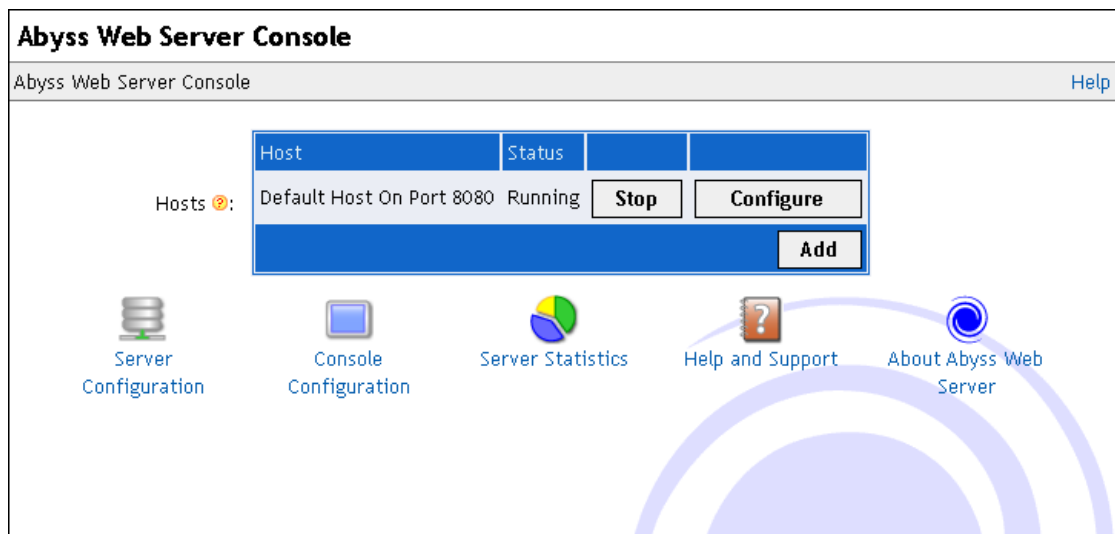 Abyss Web Server Console
Abyss Web Server Console
Help
Host Status
Hosts ?: Default Host On Port 8080 Running Stop Configure
Add
?
Server Configuration
Console Configuration
Server Statistics
Help and Support
About Abyss Web Server